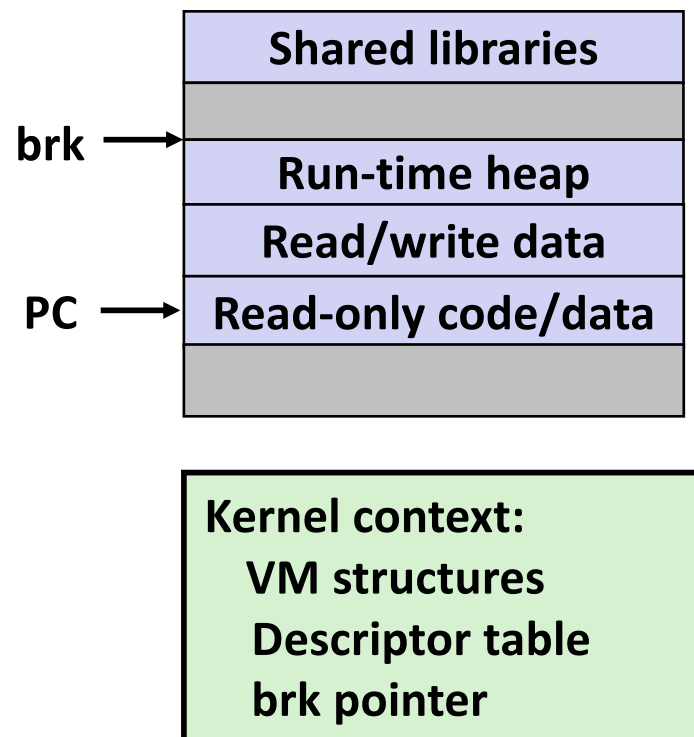 Shared libraries
brk
Run-time heap
Read/write data
PC
Read-only code/data
Kernel context:
VM structures
Descriptor table
brk pointer